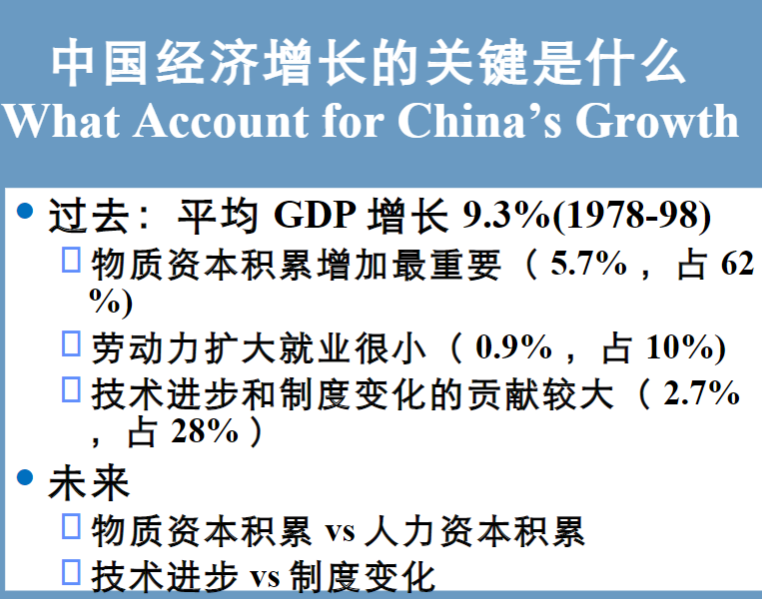 中国经济增长的关键是什么
What Account for China’s Growth
过去：平均 GDP 增长 9.3%(1978-98)
物质资本积累增加最重要（ 5.7% ，占 62
%)
劳动力扩大就业很小（ 0.9% ，占 10%)
技术进步和制度变化的贡献较大（ 2.7%
，占 28% ）
未来
物质资本积累 vs 人力资本积累
技术进步 vs 制度变化